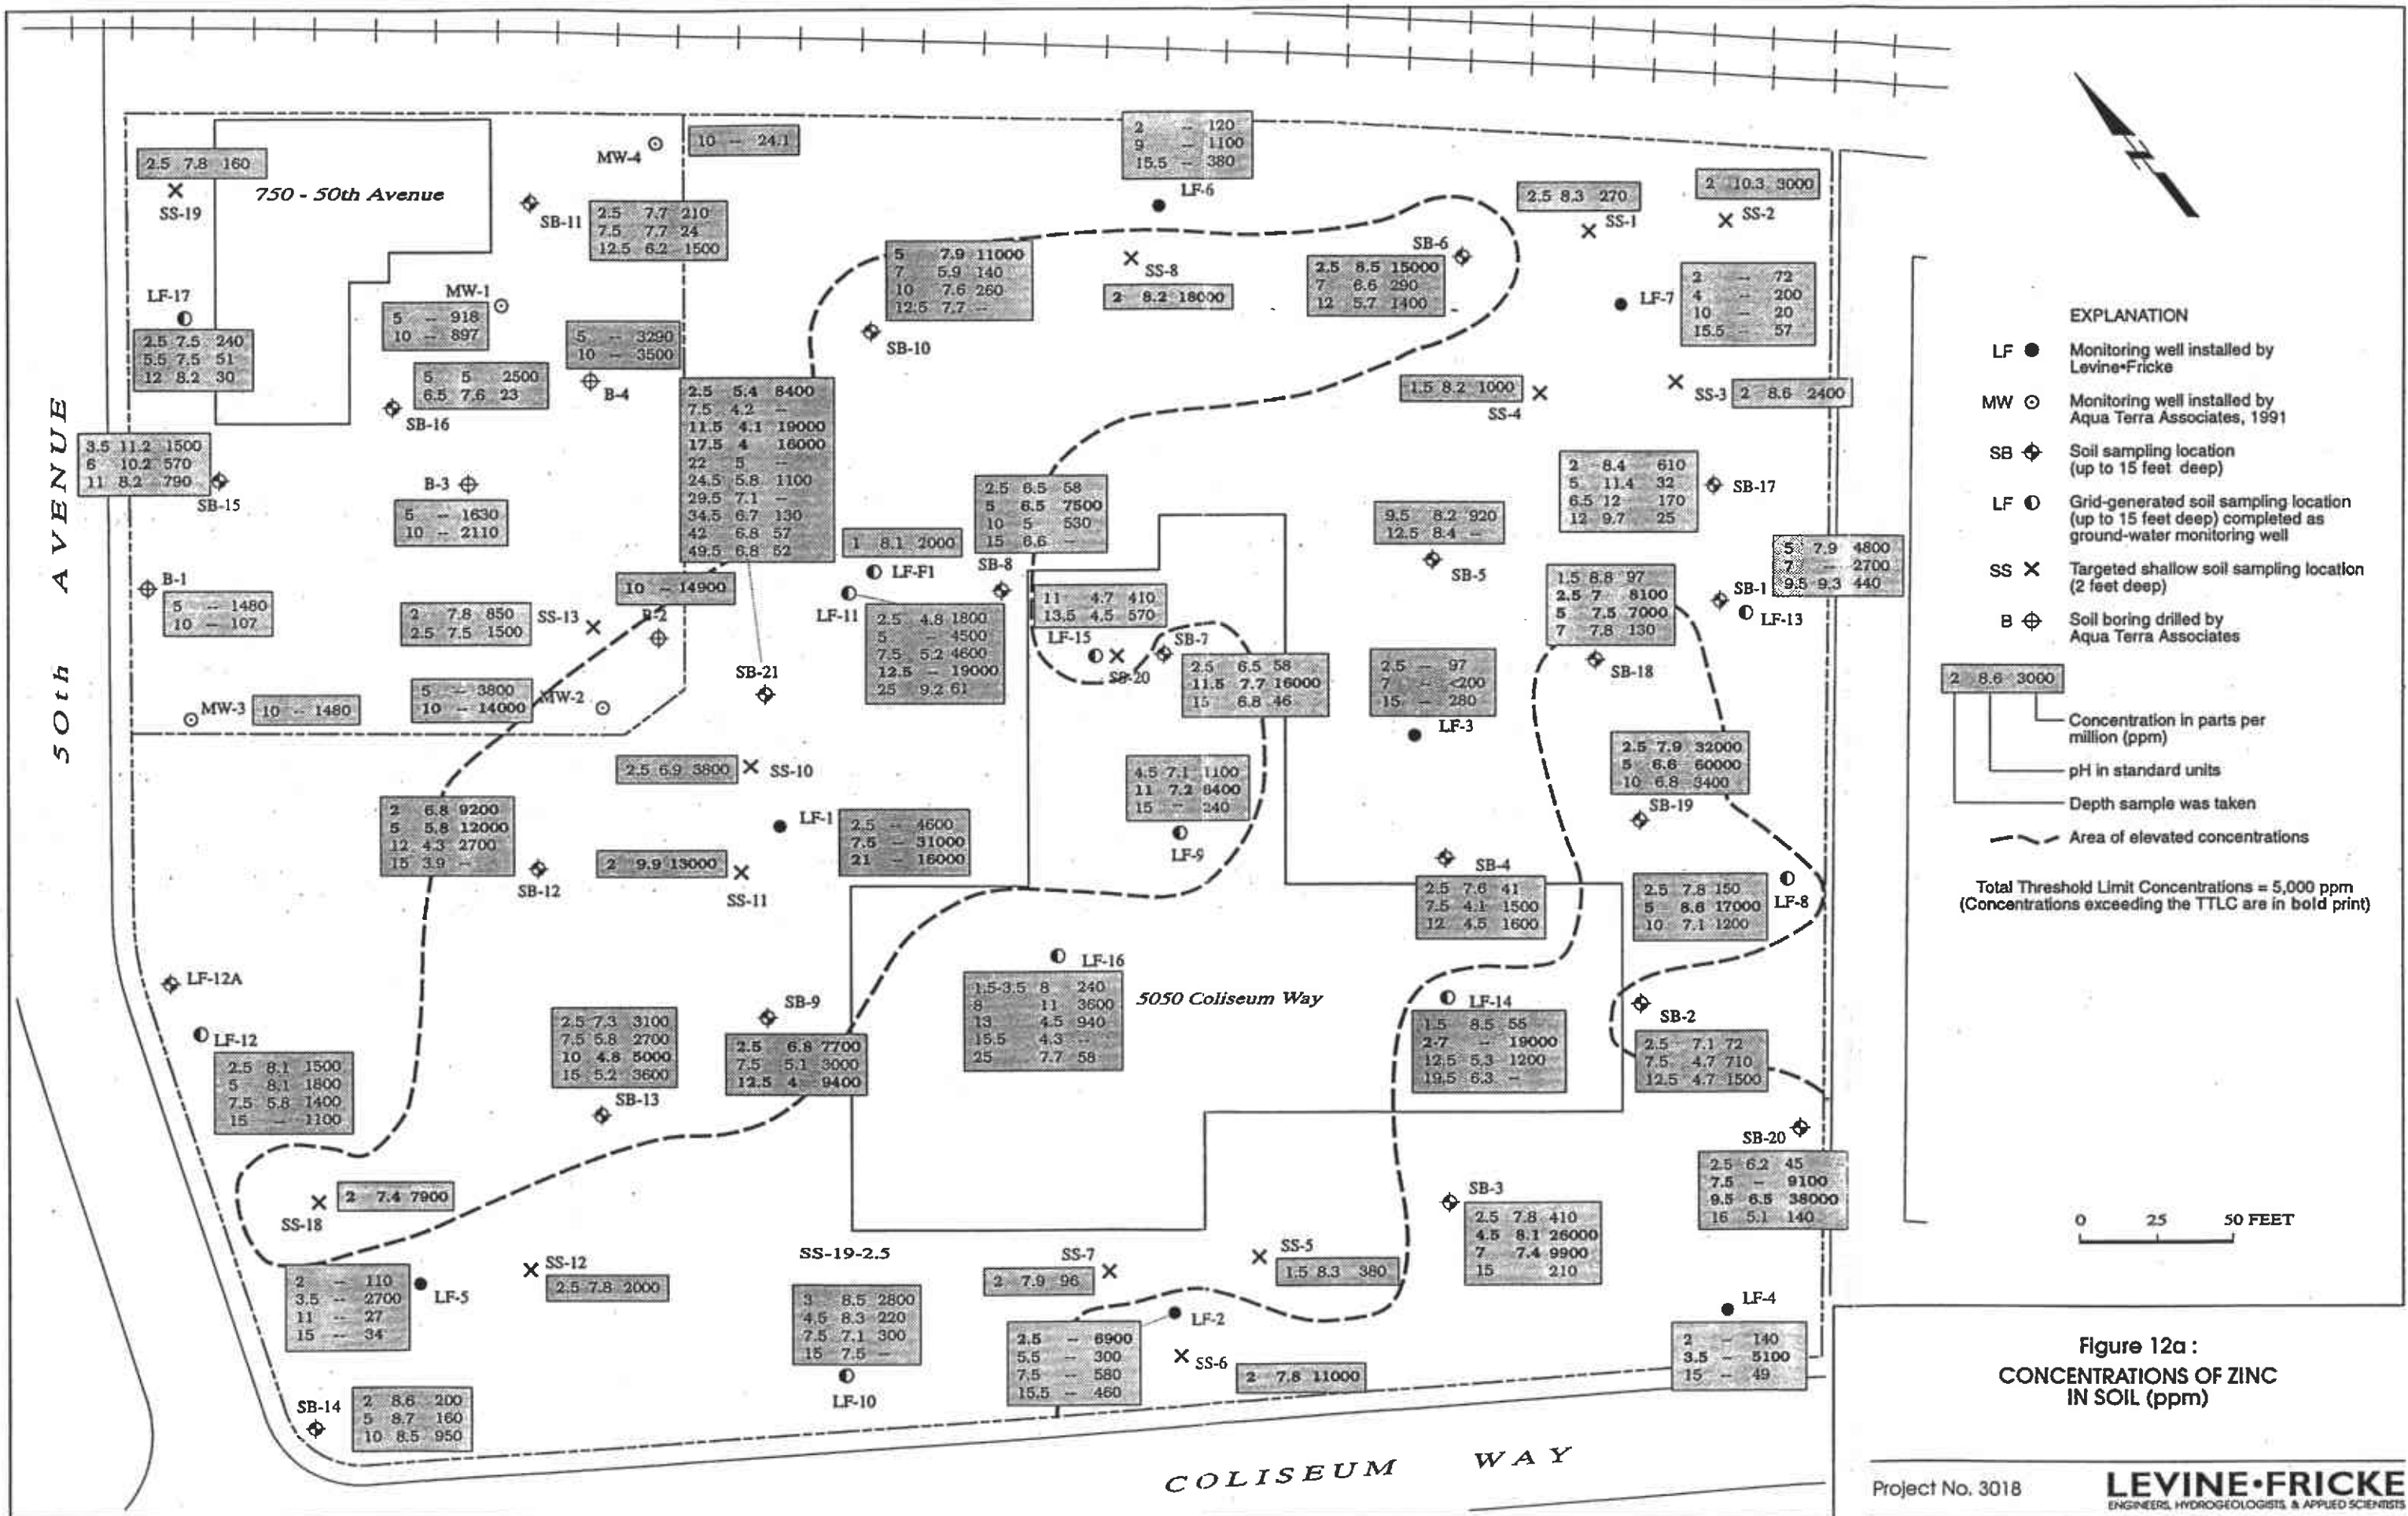 10 -- 24.1
MW-4
2 -- 120
9 -- 1100
15.5 -- 380
LF-6
2.5 7.8 160
SS-19
750 - 50th Avenue
SB-11
2.5 7.7 210
7.5 7.7 24
12.5 6.2 1500
2.5 8.3 270
SS-1
2 10.3 3000
SS-2
5 7.9 11000
7 5.9 140
10 7.6 260
12.5 7.7 --
SB-10
SS-8
2 8.2 18000
SB-6
2.5 8.5 15000
7 6.6 290
12 5.7 1400
LF-7
2 -- 72
4 -- 200
10 -- 20
15.5 -- 57
LF-17
2.5 7.5 240
5.5 7.5 51
12 8.2 30
MW-1
5 -- 918
10 -- 897
5 -- 3290
10 -- 3500
B-4
5 5 2500
6.5 7.6 23
SB-16
2.5 5.4 8400
7.5 4.2 --
11.5 4.1 19000
17.5 4 16000
22 5 --
24.5 5.8 1100
29.5 7.1 --
34.5 6.7 130
42 6.8 57
49.5 6.8 52
SB-21
1.5 8.2 1000
SS-4
SS-3
2 8.6 2400
50th AVENUE
3.5 11.2 1500
6 10.2 570
11 8.2 790
SB-15
B-3
5 -- 1630
10 -- 2110
2.5 6.5 58
5 6.5 7500
10 5 530
15 6.6 --
SB-8
2 8.4 610
5 11.4 32
6.5 12 170
12 9.7 25
SB-17
9.5 8.2 920
12.5 8.4 --
SB-5
1 8.1 2000
LF-F1
B-1
5 -- 1480
10 -- 107
10 -- 14900
B-2
2 7.8 850
2.5 7.5 1500
SS-13
LF-11
2.5 4.8 1800
5 -- 4500
7.5 5.2 4600
12.5 -- 19000
25 9.2 61
11 4.7 410
13.5 4.5 570
LF-15
SS-20
SB-7
2.5 6.5 58
11.5 7.7 16000
15 6.8 46
1.5 8.8 97
2.5 7 8100
5 7.5 7000
7 7.8 130
SB-18
5 7.9 4800
7 -- 2700
9.5 9.3 440
SB-1
LF-13
2.5 -- 97
7 -- <200
15 -- 280
LF-3
MW-3
10 -- 1480
5 -- 3800
10 -- 14000
MW-2
2.5 6.9 3800
SS-10
4.5 7.1 1100
11 7.2 8400
15 -- 240
LF-9
2.5 7.9 32000
5 6.6 60000
10 6.8 3400
SB-19
2 6.8 9200
5 5.8 12000
12 4.3 2700
15 3.9 --
SB-12
2 9.9 13000
SS-11
LF-1
2.5 -- 4600
7.5 -- 31000
21 -- 16000
SB-4
2.5 7.6 41
7.5 4.1 1500
12 4.5 1600
2.5 7.8 150
5 8.6 17000
10 7.1 1200
LF-8
LF-12A
LF-12
2.5 8.1 1500
5 8.1 1800
7.5 5.8 1400
15 -- 1100
2.5 7.3 3100
7.5 5.8 2700
10 4.8 5000
15 5.2 3600
SB-13
SB-9
2.5 6.8 7700
7.5 5.1 3000
12.5 4 9400
LF-16
1.5-3.5 8 240
8 11 3600
13 4.5 940
15.5 4.3 --
25 7.7 58
5050 Coliseum Way
LF-14
1.5 8.5 55
2-7 -- 19000
12.5 5.3 1200
19.5 6.3 --
SB-2
2.5 7.1 72
7.5 4.7 710
12.5 4.7 1500
SB-20
2.5 6.2 45
7.5 -- 9100
9.5 6.5 38000
16 5.1 140
SS-18
2 7.4 7900
SB-3
2.5 7.8 410
4.5 8.1 26000
7 7.4 9900
15 210
2 -- 110
3.5 -- 2700
11 -- 27
15 -- 34
LF-5
SS-12
2.5 7.8 2000
SS-19-2.5
3 8.5 2800
4.5 8.3 220
7.5 7.1 300
15 7.5 --
LF-10
SS-7
2 7.9 96
SS-5
1.5 8.3 380
LF-2
2.5 -- 6900
5.5 -- 300
7.5 -- 580
15.5 -- 460
SS-6
2 7.8 11000
LF-4
2 -- 140
3.5 -- 5100
15 -- 49
SB-14
2 8.6 200
5 8.7 160
10 8.5 950
COLISEUM WAY
EXPLANATION
LF Monitoring well installed by
Levine•Fricke
MW Monitoring well installed by
Aqua Terra Associates, 1991
SB Soil sampling location
(up to 15 feet deep)
LF Grid-generated soil sampling location
(up to 15 feet deep) completed as
ground-water monitoring well
SS Targeted shallow soil sampling location
(2 feet deep)
B Soil boring drilled by
Aqua Terra Associates
2 8.6 3000
Concentration in parts per
million (ppm)
pH in standard units
Depth sample was taken
Area of elevated concentrations
Total Threshold Limit Concentrations = 5,000 ppm
(Concentrations exceeding the TTLC are in bold print)
0 25 50 FEET
Figure 12a :
CONCENTRATIONS OF ZINC
IN SOIL (ppm)
Project No. 3018
LEVINE•FRICKE
ENGINEERS, HYDROGEOLOGISTS, & APPLIED SCIENTISTS